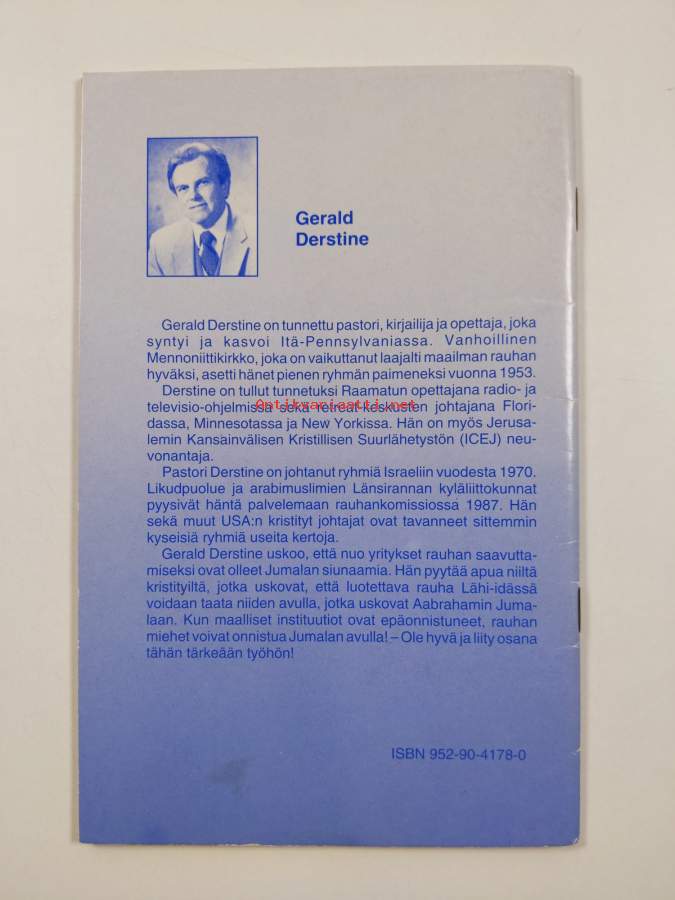 Gerald
Derstine
Gerald Derstine on tunnettu pastori, kirjailija ja opettaja, joka
syntyi ja kasvoi Itä-Pennsylvaniassa. Vanhoillinen
Mennoniittikirkko, joka on vaikuttanut laajalti maailman rauhan
hyväksi, asetti hänet pienen ryhmän paimeneksi vuonna 1953.
Derstine on tullut tunnetuksi Raamatun opettajana radio- ja
televisio-ohjelmissa sekä retreat-keskusten johtajana Flori-
Antikvariaatti.net
dassa, Minnesotassa ja New Yorkissa. Hän on myös Jerusa-
lemin Kansainvälisen Kristillisen Suurlähetystön (ICEJ) neu-
vonantaja.
Pastori Derstine on johtanut ryhmiä Israeliin vuodesta 1970.
Likudpuolue ja arabimuslimien Länsirannan kyläliittokunnat
pyysivät häntä palvelemaan rauhankomissiossa 1987. Hän
sekä muut USA:n kristityt johtajat ovat tavanneet sittemmin
kyseisiä ryhmiä useita kertoja.
Gerald Derstine uskoo, että nuo yritykset rauhan saavutta-
miseksi ovat olleet Jumalan siunaamia. Hän pyytää apua niiltä
kristityiltä, jotka uskovat, että luotettava rauha Lähi-idässä
voidaan taata niiden avulla, jotka uskovat Aabrahamin Juma-
laan. Kun maalliset instituutiot ovat epäonnistuneet, rauhan
miehet voivat onnistua Jumalan avulla! – Ole hyvä ja liity osana
tähän tärkeään työhön!
ISBN 952-90-4178-0